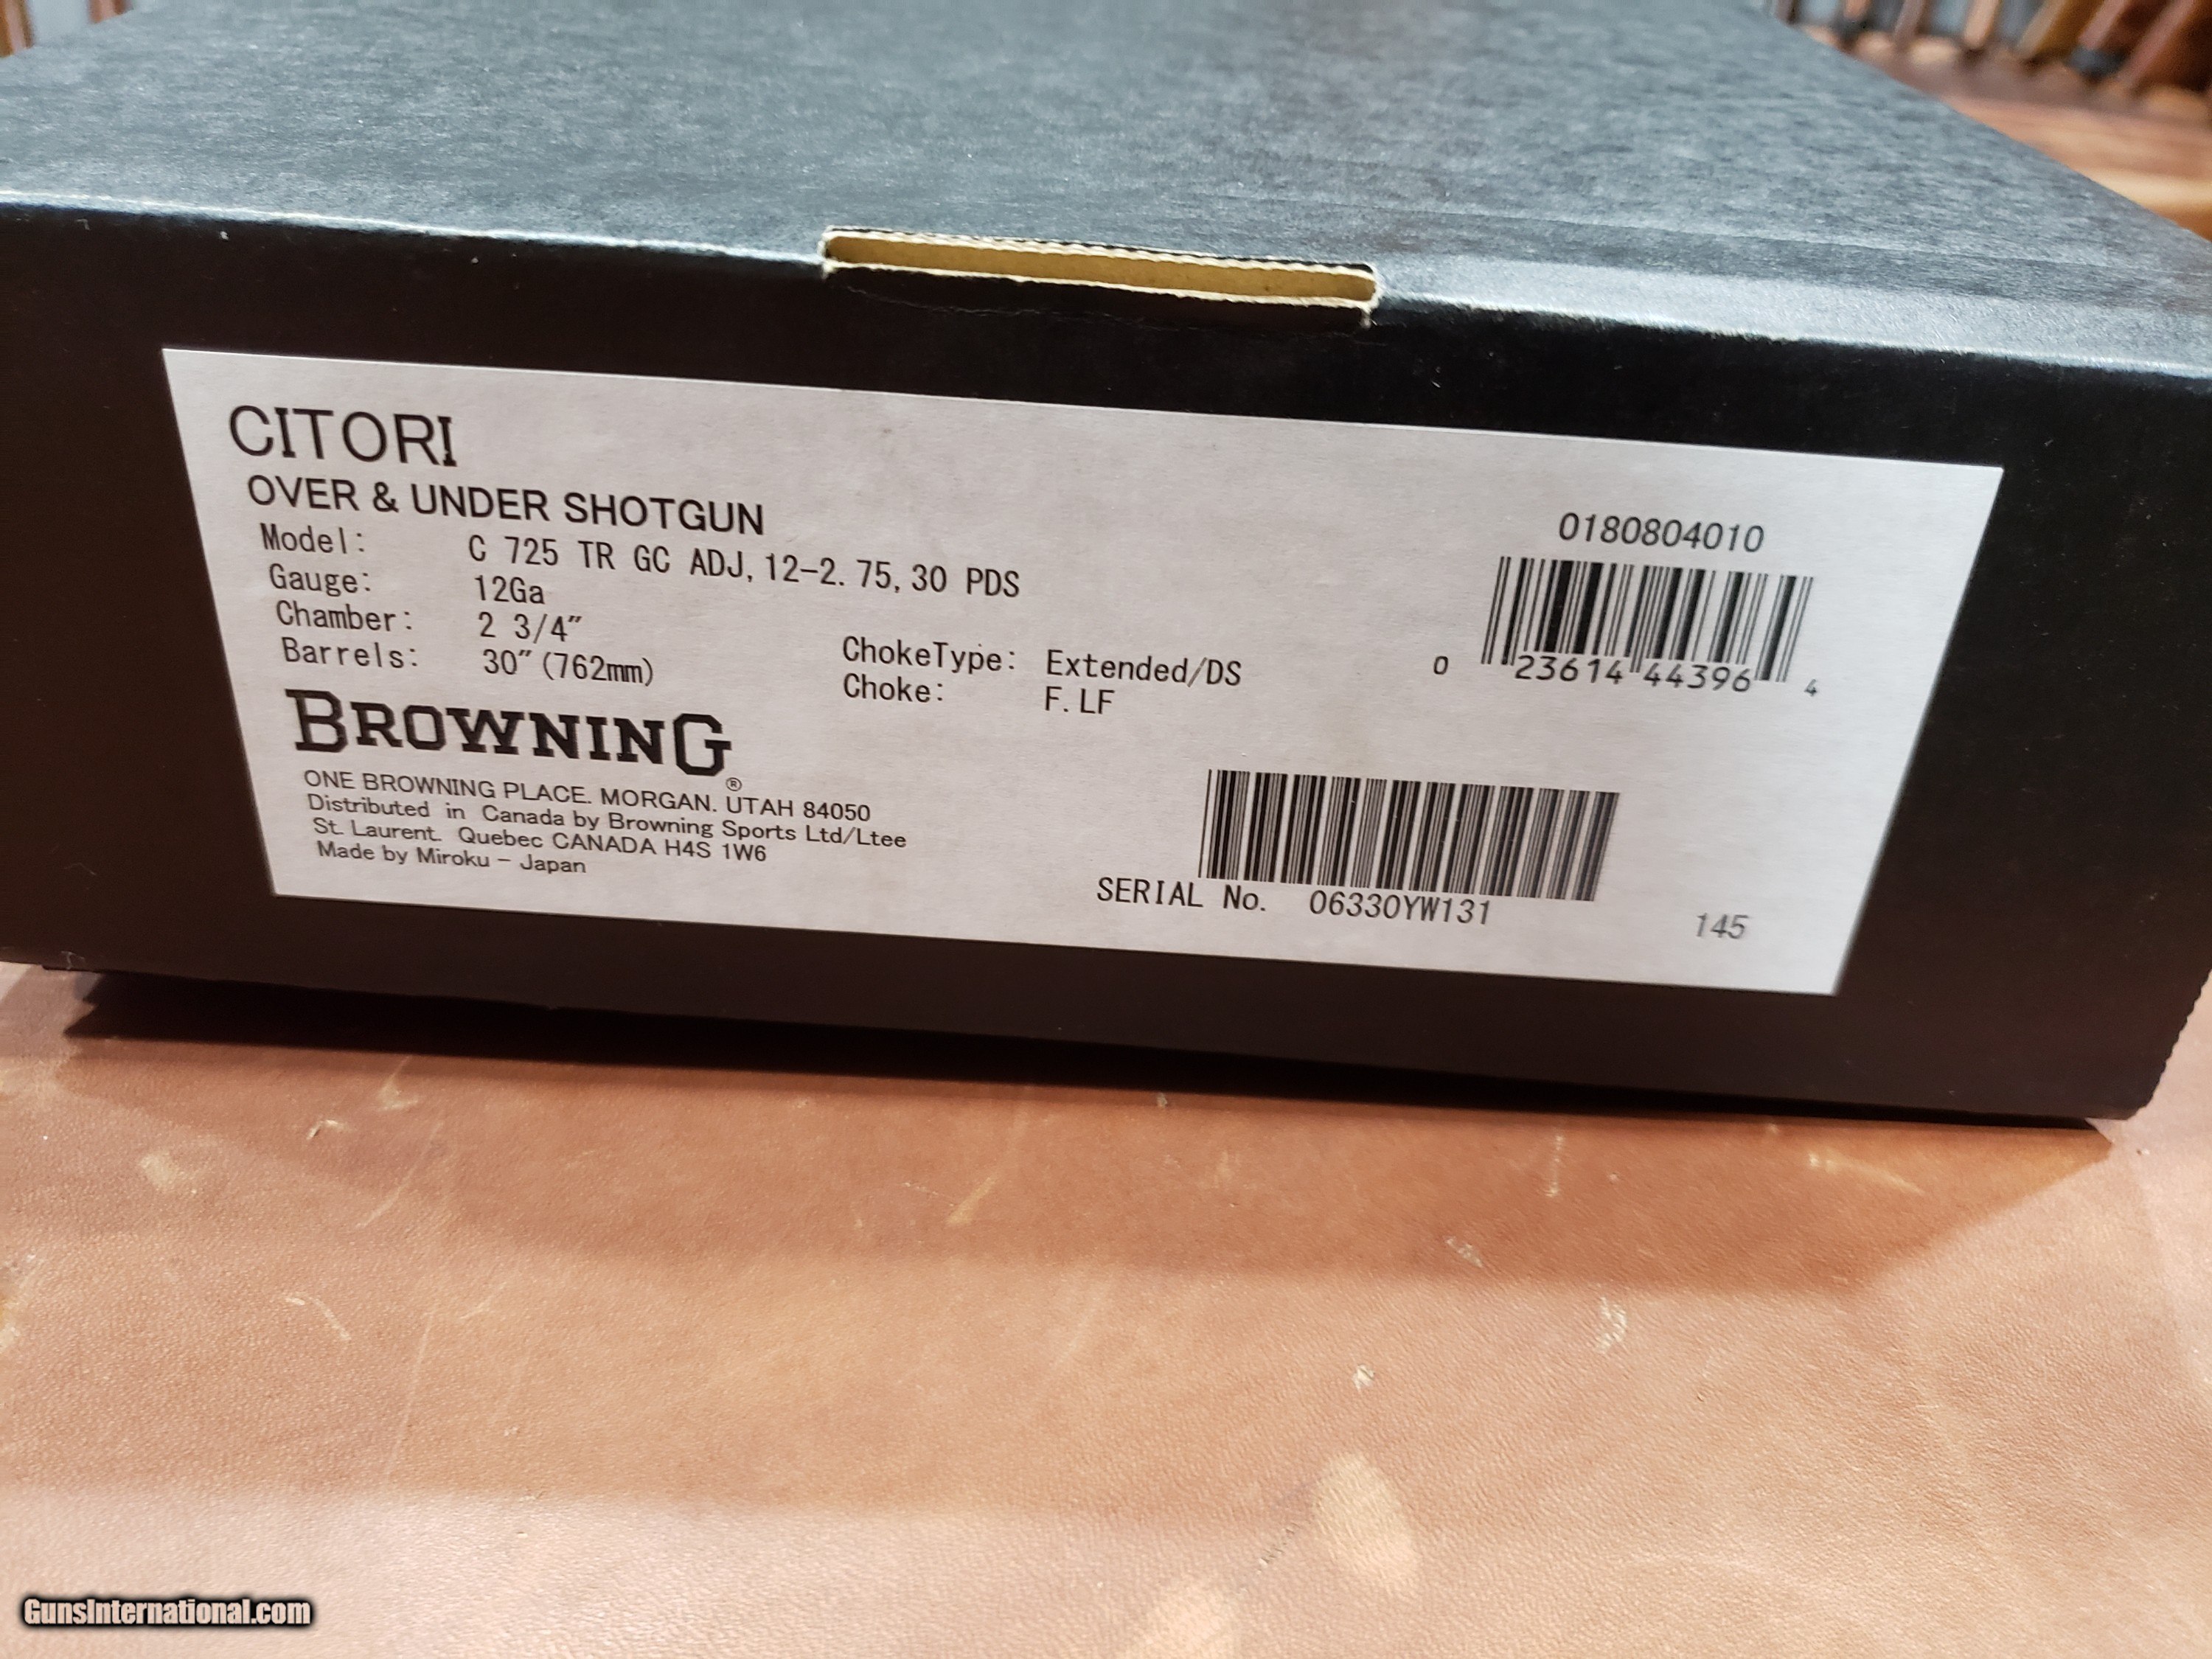 CITORI
OVER & UNDER SHOTGUN
Model: C 725 TR GC ADJ, 12-2. 75, 30 PDS
Gauge: 12Ga
Chamber: 2 3/4"
Barrels: 30" (762mm)
ChokeType: Extended/DS
Choke: F. LF
BROWNING®
ONE BROWNING PLACE. MORGAN. UTAH 84050
Distributed in Canada by Browning Sports Ltd/Ltee
St. Laurent. Quebec CANADA H4S 1W6
Made by Miroku - Japan
0180804010
0 23614 44396 4
SERIAL No. 06330YW131
145
GunsInternational.com